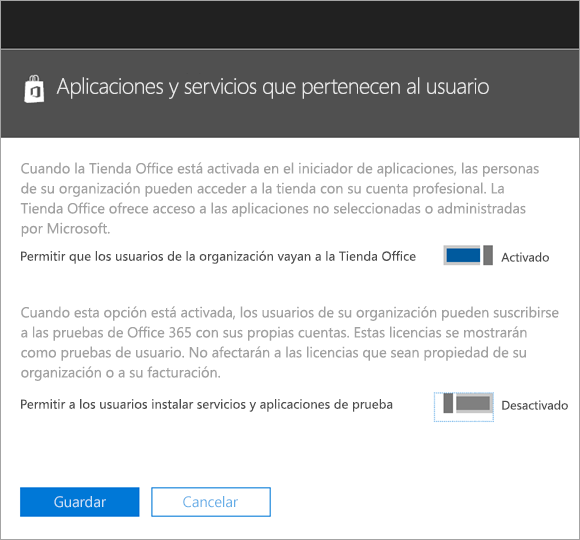 Aplicaciones y servicios que pertenecen al usuario
Cuando la Tienda Office está activada en el iniciador de aplicaciones, las personas
de su organización pueden acceder a la tienda con su cuenta profesional. La
Tienda Office ofrece acceso a las aplicaciones no seleccionadas o administradas
por Microsoft.
Permitir que los usuarios de la organización vayan a la Tienda Office
Activado
Cuando esta opción está activada, los usuarios de su organización pueden suscribirse
a las pruebas de Office 365 con sus propias cuentas. Estas licencias se mostrarán
como pruebas de usuario. No afectarán a las licencias que sean propiedad de su
organización o a su facturación.
Permitir a los usuarios instalar servicios y aplicaciones de prueba
Desactivado
Guardar
Cancelar